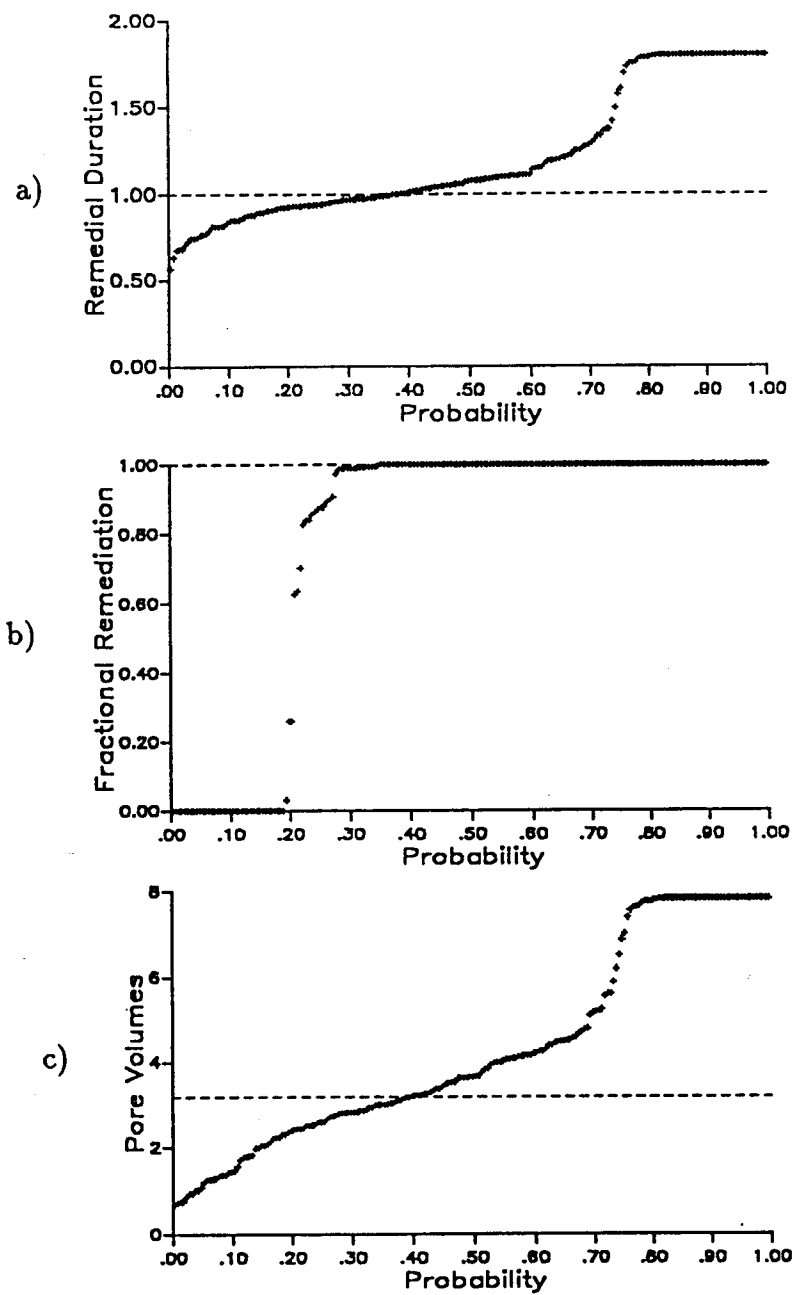 a)
Remedial Duration
2.00
1.50
1.00
0.50
0.00
.00 .10 .20 .30 .40 .50 .60 .70 .80 .90 1.00
Probability
b)
Fractional Remediation
1.00
0.80
0.60
0.40
0.20
0.00
.00 .10 .20 .30 .40 .50 .60 .70 .80 .90 1.00
Probability
c)
Pore Volumes
8
6
4
2
0
.00 .10 .20 .30 .40 .50 .60 .70 .80 .90 1.00
Probability